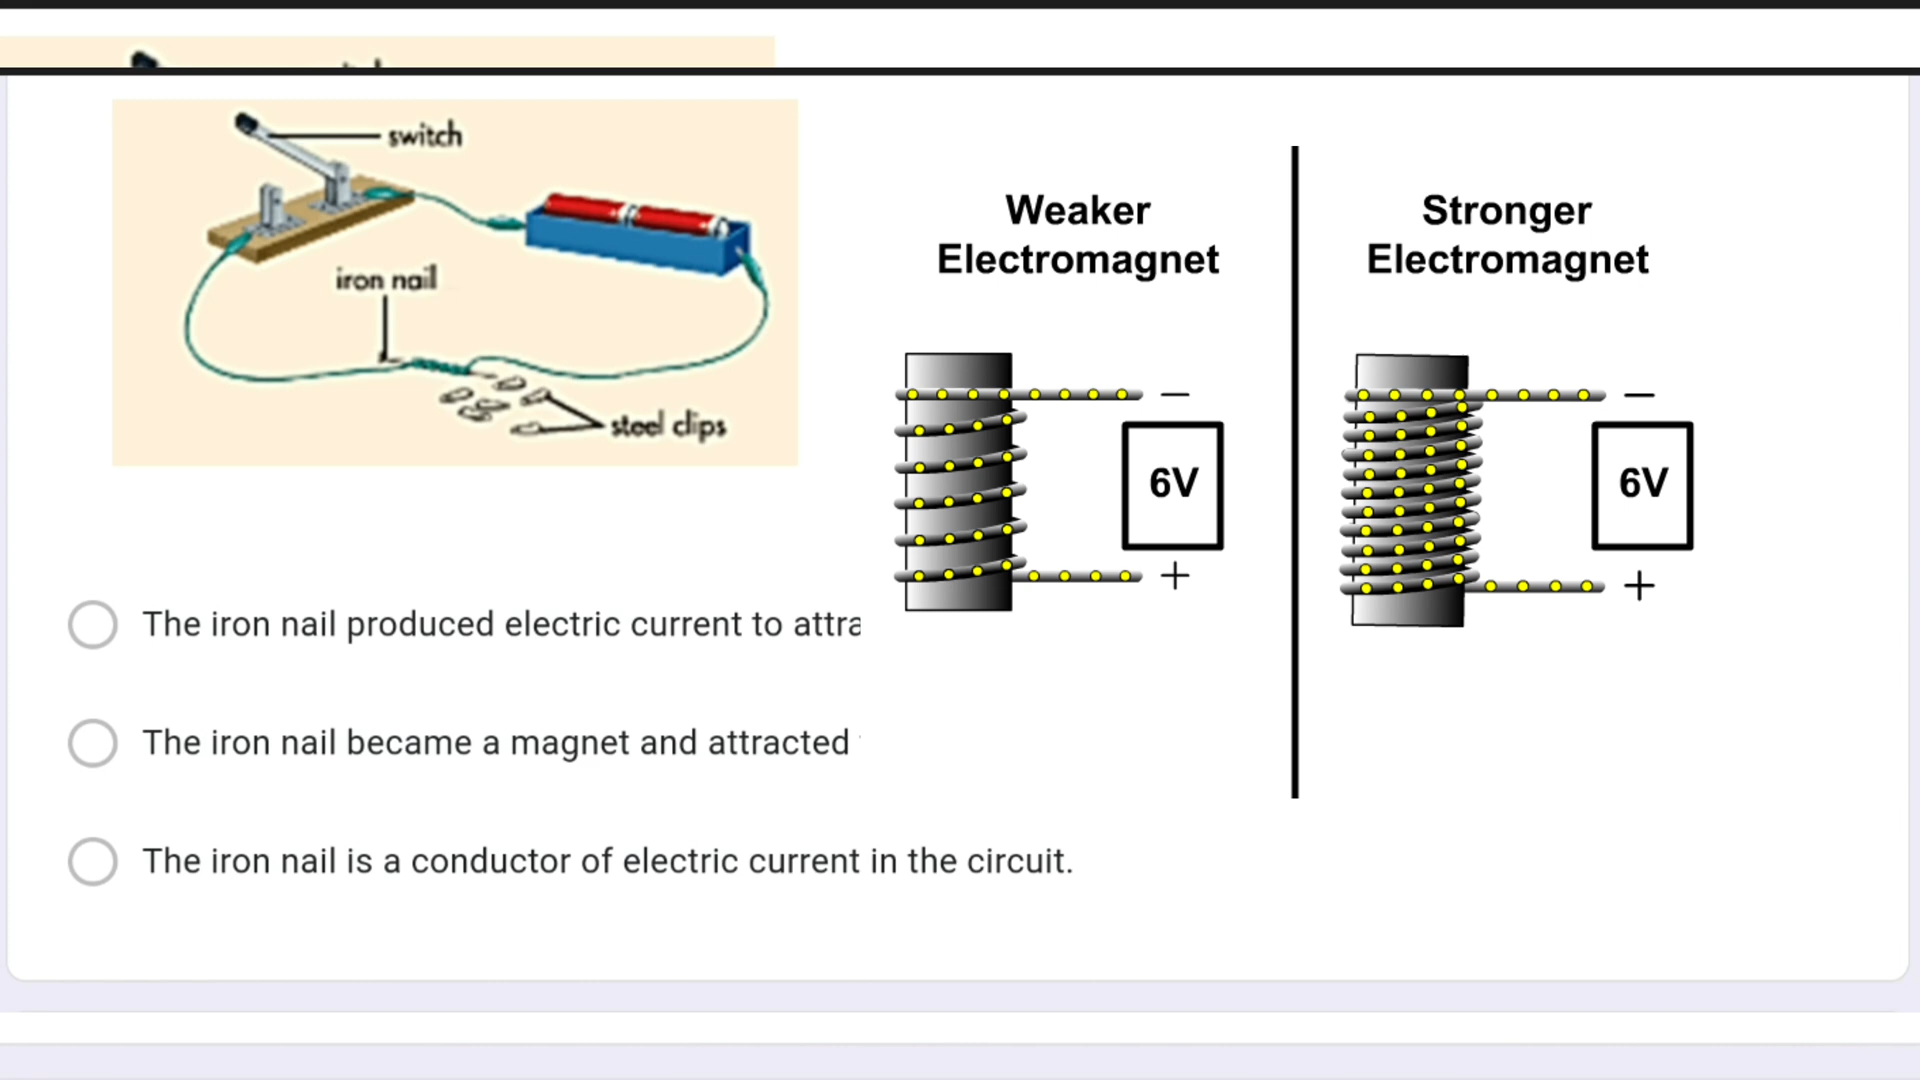 switch
iron nail
steel clips
Weaker
Electromagnet
6V
Stronger
Electromagnet
6V
The iron nail produced electric current to
The iron nail became a magnet and attracted
The iron nail is a conductor of electric current in the circuit.